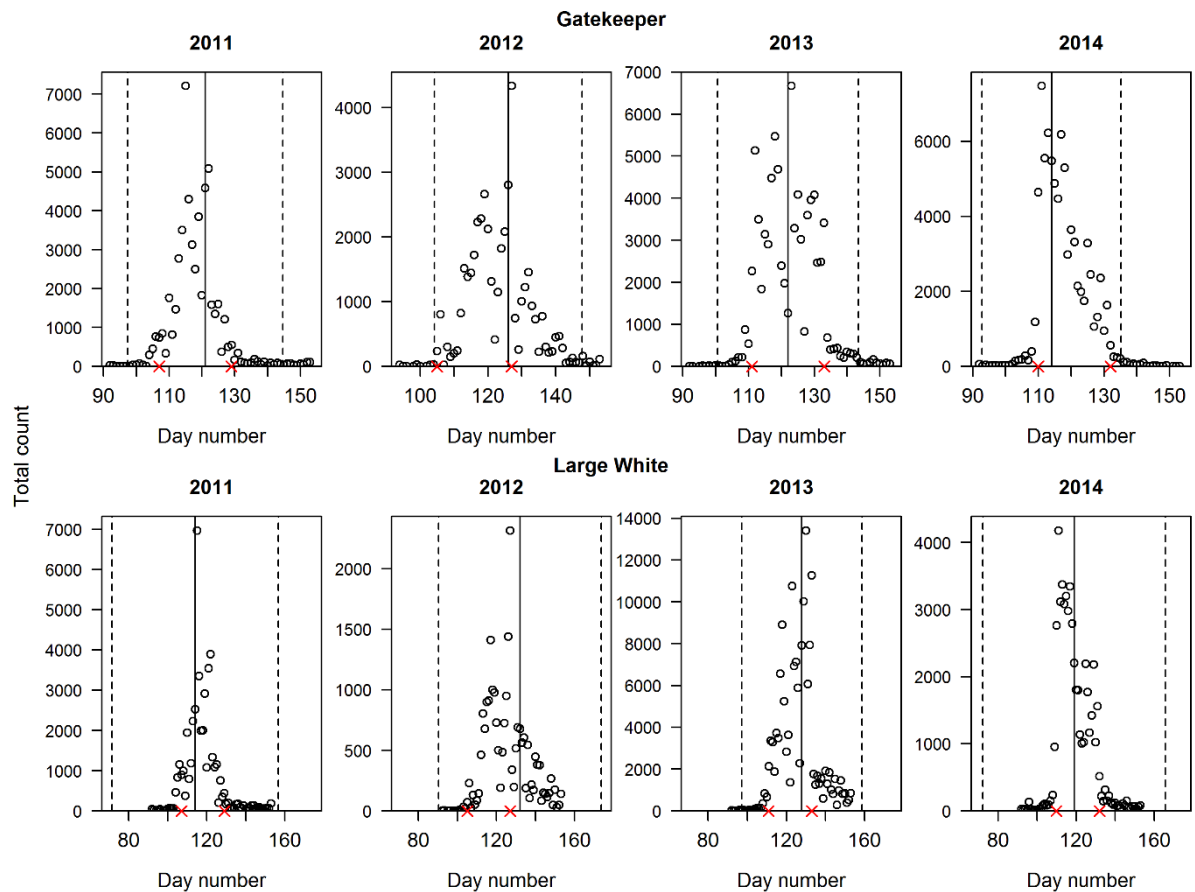 Gatekeeper
2011 2012 2013 2014
7000 6000 5000 4000 3000 2000 1000 0
90 110 130 150
4000 3000 2000 1000 0
100 120 140
7000 6000 5000 4000 3000 2000 1000 0
90 110 130 150
6000 4000 2000 0
90 110 130 150
Day number Day number Day number Day number
Total count
Large White
2011 2012 2013 2014
7000 6000 5000 4000 3000 2000 1000 0
80 120 160
2000 1500 1000 500 0
80 120 160
14000 12000 10000 8000 6000 4000 2000 0
80 120 160
4000 3000 2000 1000 0
80 120 160
Day number Day number Day number Day number